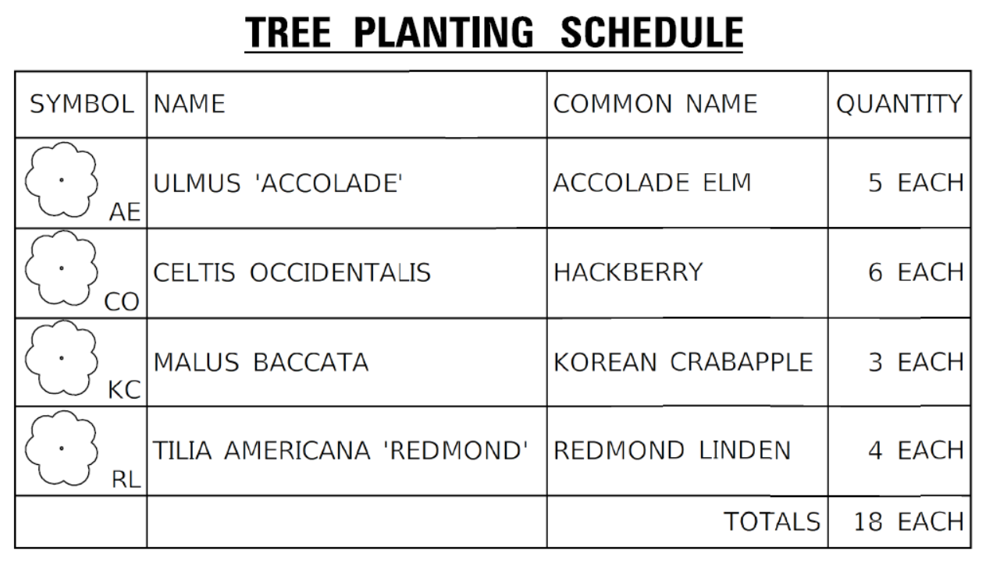 TREE PLANTING SCHEDULE
SYMBOL NAME COMMON NAME QUANTITY
AE ULMUS 'ACCOLADE' ACCOLADE ELM 5 EACH
CO CELTIS OCCIDENTALIS HACKBERRY 6 EACH
KC MALUS BACCATA KOREAN CRABAPPLE 3 EACH
RL TILIA AMERICANA 'REDMOND' REDMOND LINDEN 4 EACH
TOTALS 18 EACH